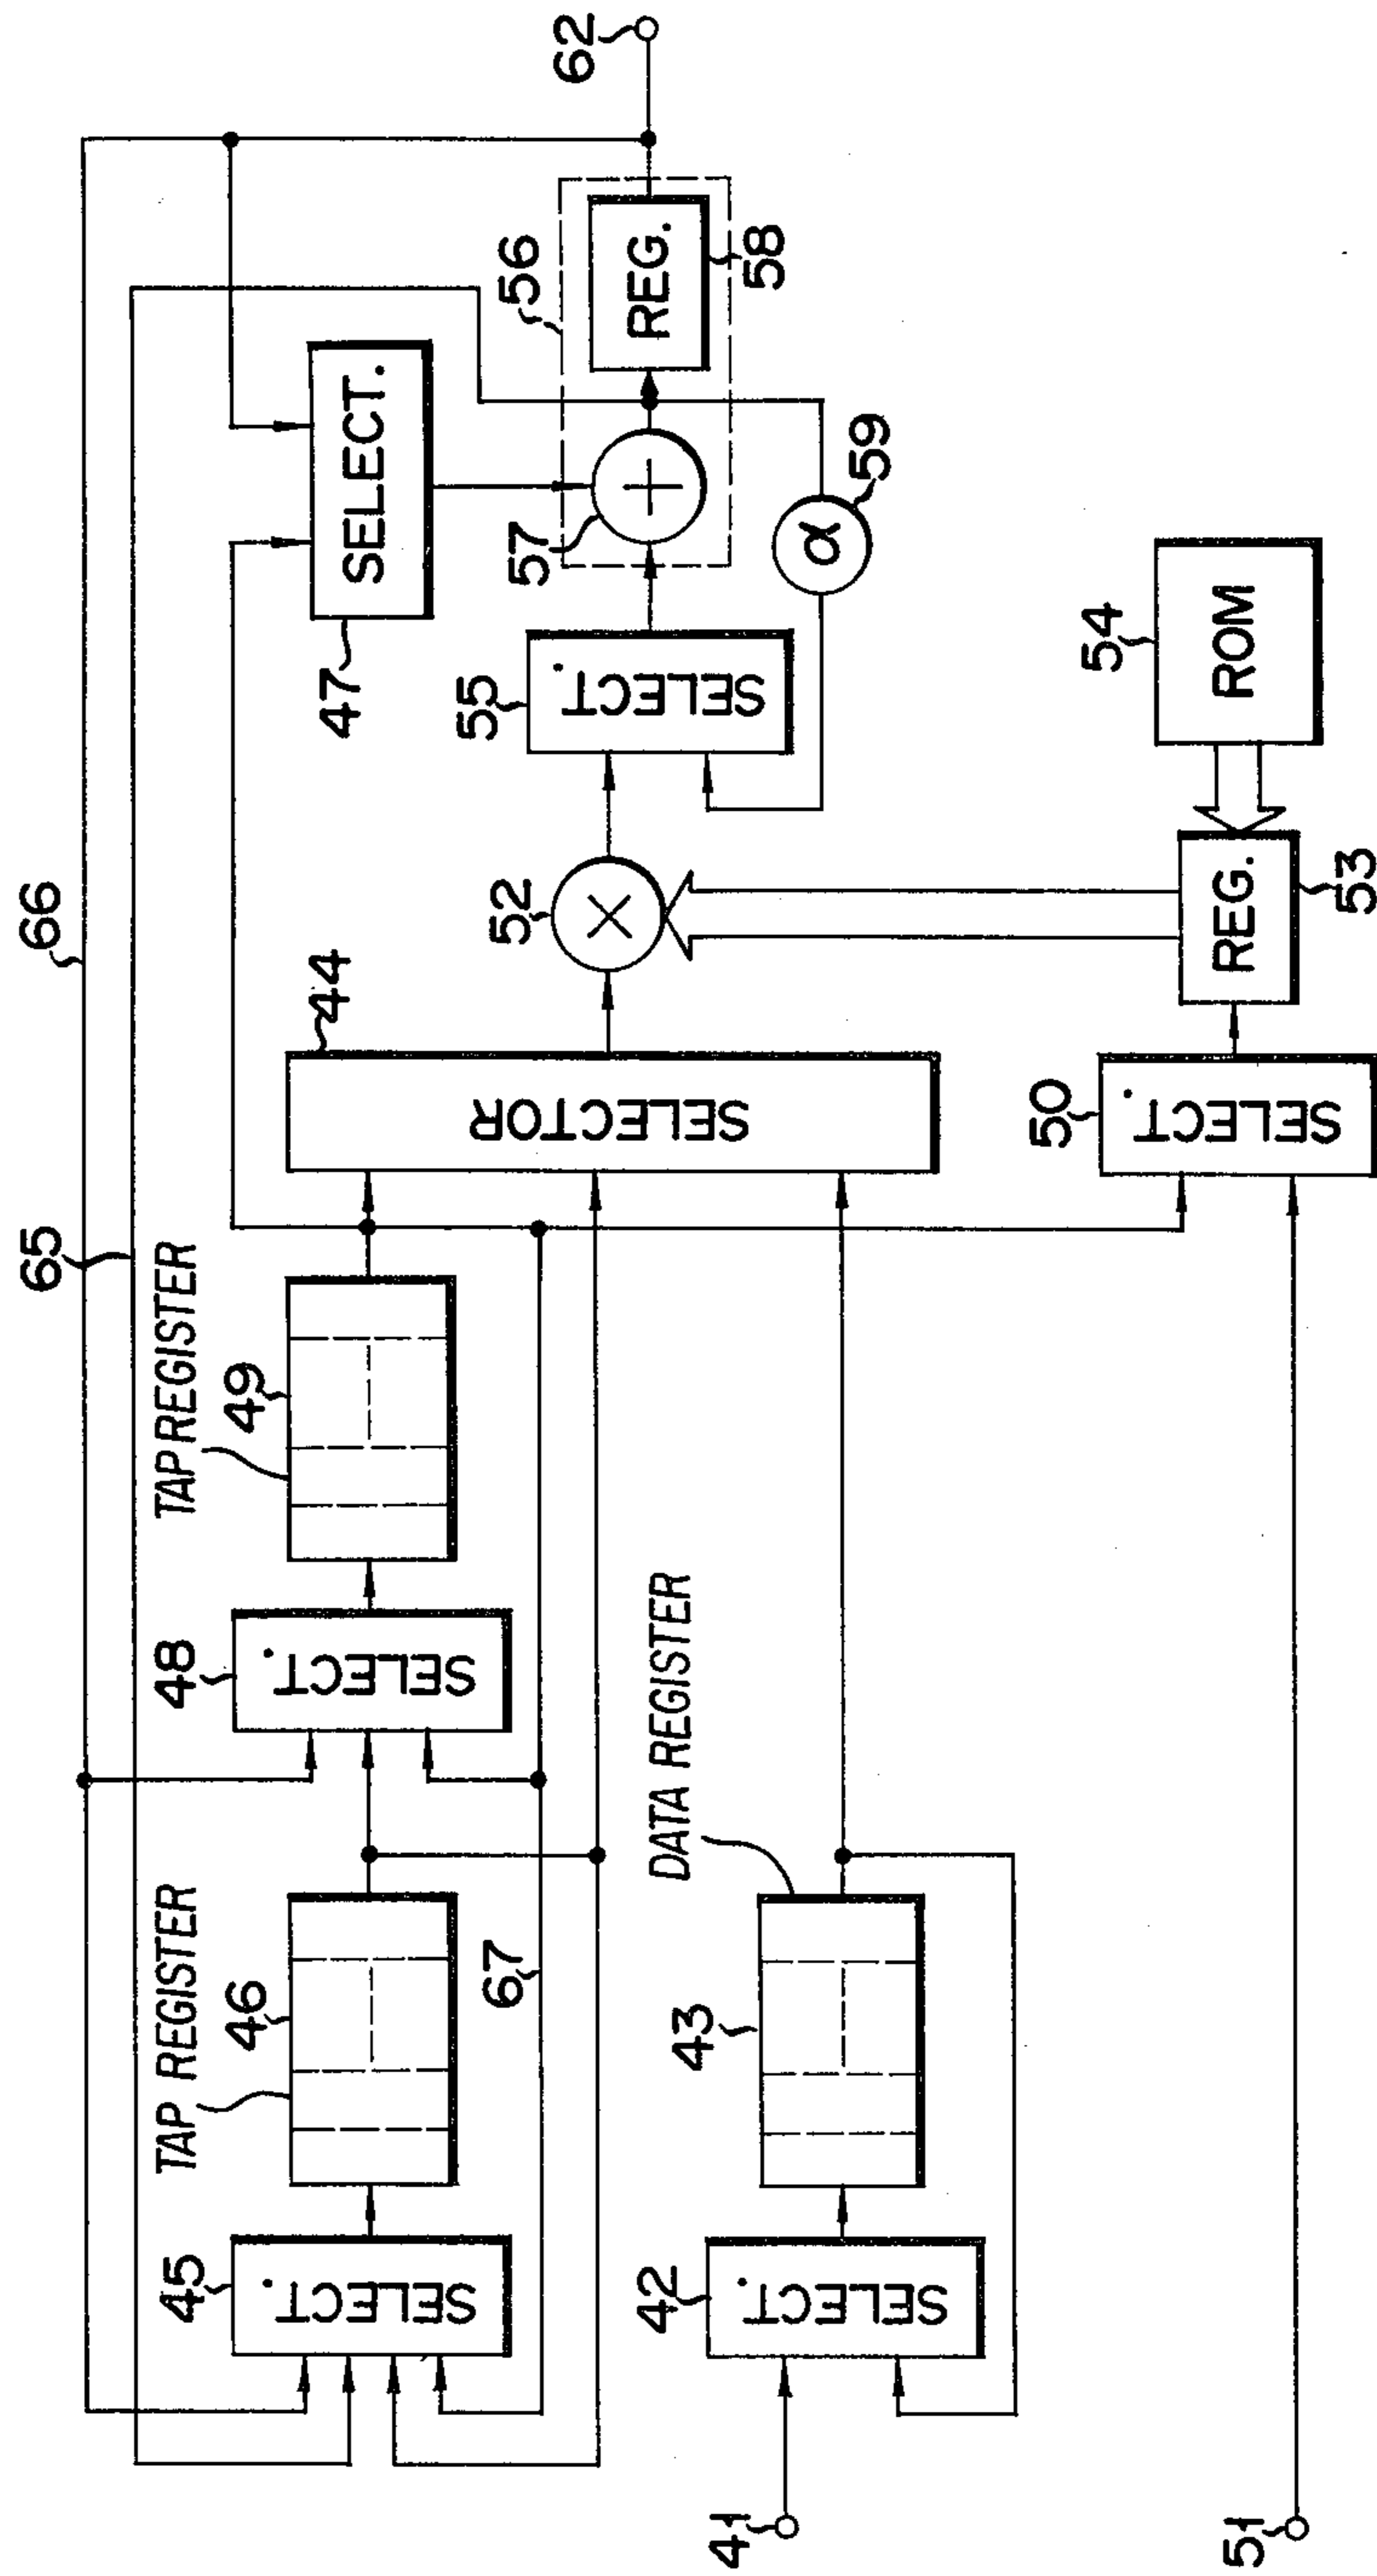 66
65
TAP REGISTER
46
TAP REGISTER
49
45
SELECT.
48
SELECT.
47
SELECT.
67
44
SELECTOR
52
×
55
SELECT.
57
+
56
REG.
58
62
α
59
DATA REGISTER
43
42
SELECT.
41
50
SELECT.
REG.
53
54
ROM
51